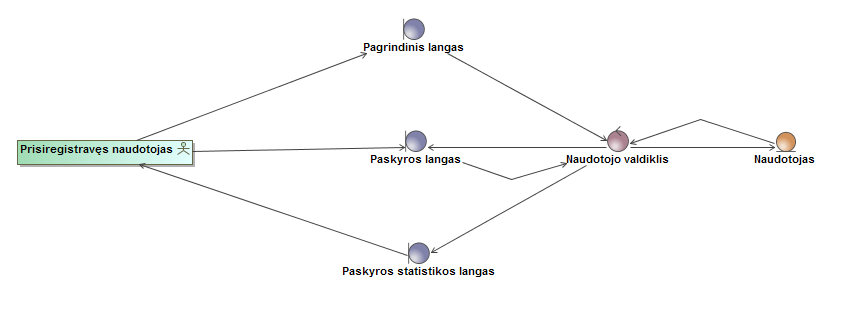 Pagrindinis langas
Prisiregistravęs naudotojas
Paskyros langas
Naudotojo valdiklis
Naudotojas
Paskyros statistikos langas